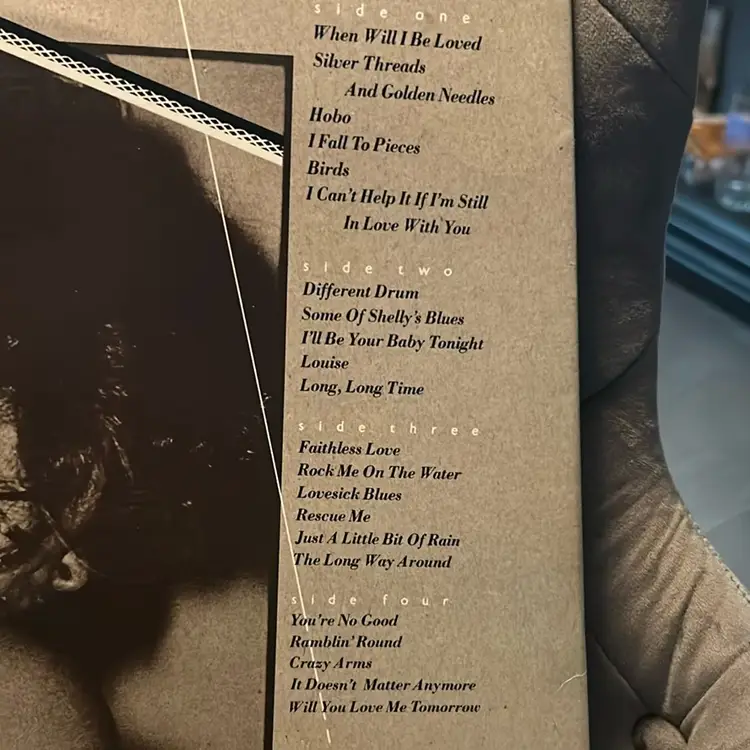 side one
When Will I Be Loved
Silver Threads
And Golden Needles
Hobo
I Fall To Pieces
Birds
I Can't Help It If I'm Still
In Love With You
side two
Different Drum
Some Of Shelly's Blues
I'll Be Your Baby Tonight
Louise
Long, Long Time
side three
Faithless Love
Rock Me On The Water
Lovesick Blues
Rescue Me
Just A Little Bit Of Rain
The Long Way Around
side four
You're No Good
Ramblin' Round
Crazy Arms
It Doesn't Matter Anymore
Will You Love Me Tomorrow